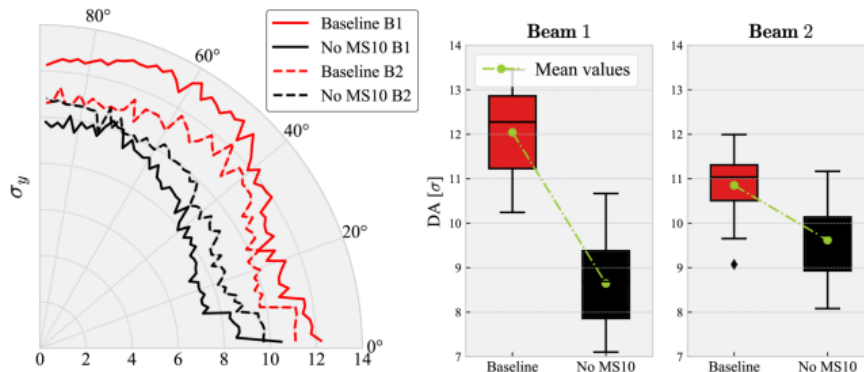 80°
60°
40°
20°
0°
σy
0 2 4 6 8 10 12 14
Baseline B1
No MS10 B1
Baseline B2
No MS10 B2
Beam 1
DA [σ]
14
13
12
11
10
9
8
7
Mean values
Baseline No MS10
Beam 2
14
13
12
11
10
9
8
7
Baseline No MS10